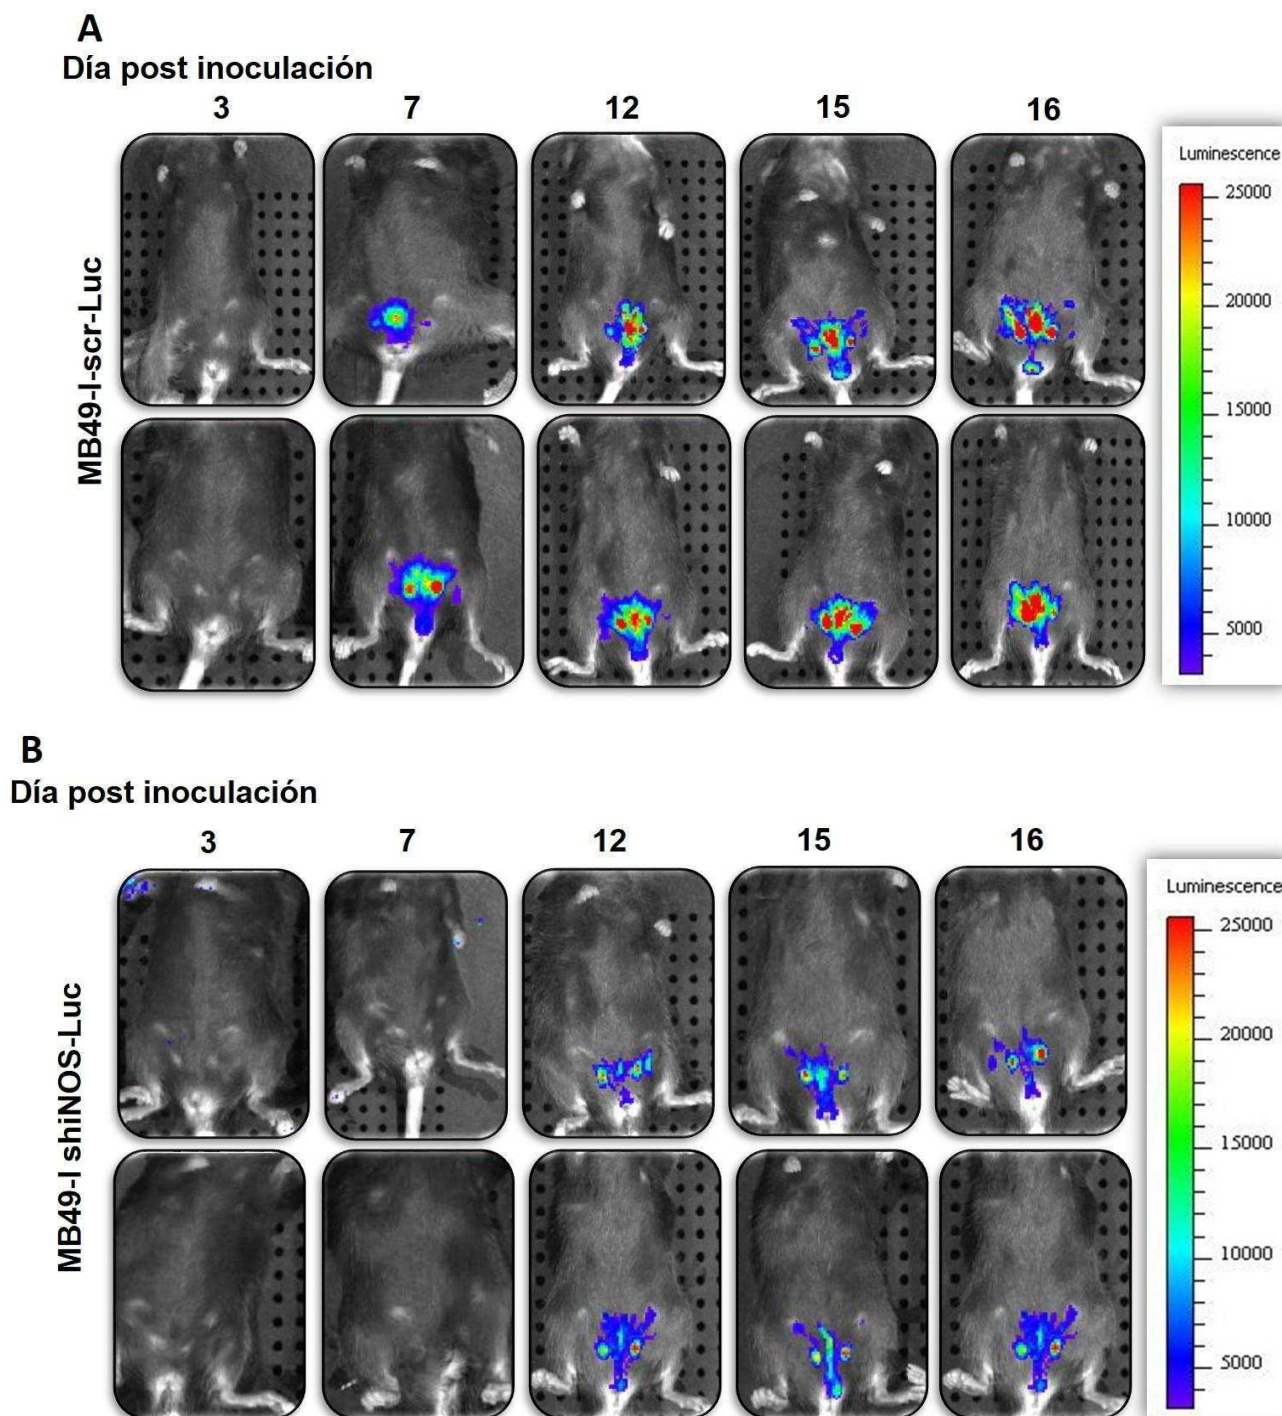 A
Día post inoculación
3 7 12 15 16
MB49-I-scr-Luc
Luminescence
25000
20000
15000
10000
5000
B
Día post inoculación
3 7 12 15 16
MB49-I shiNOS-Luc
Luminescence
25000
20000
15000
10000
5000